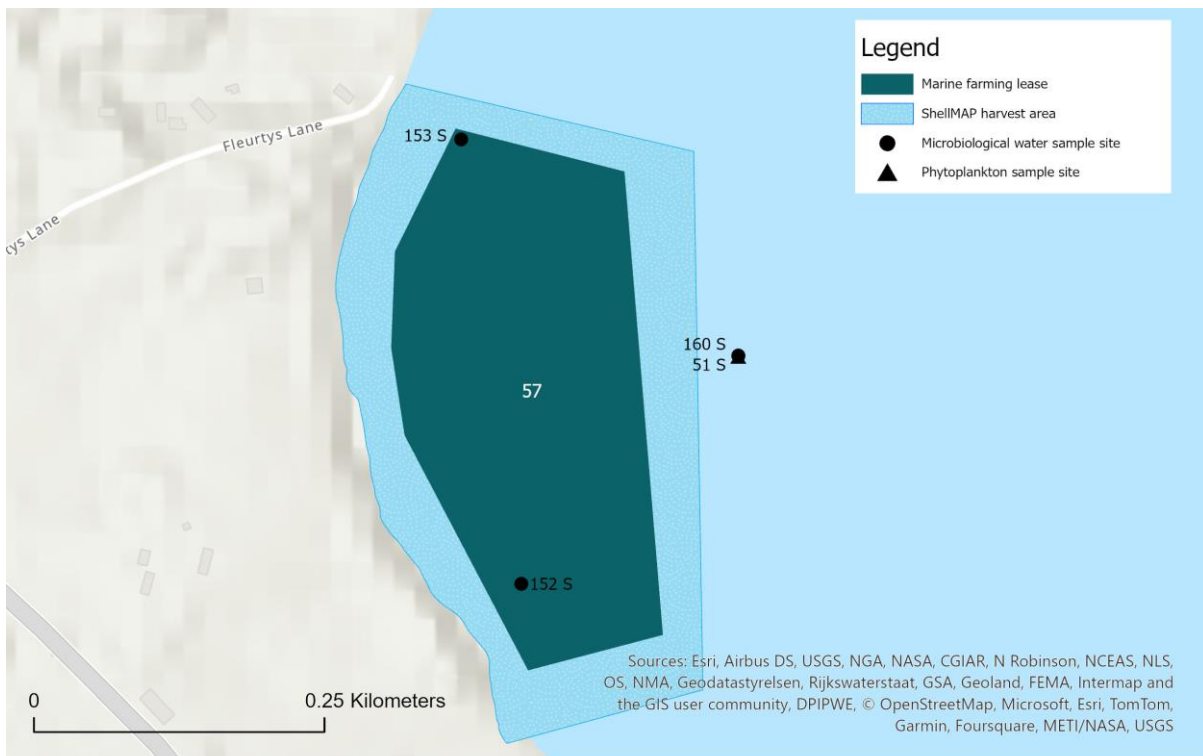 Legend
Marine farming lease
ShellMAP harvest area
Microbiological water sample site
Phytoplankton sample site
153 S
Fleurtys Lane
tys Lane
160 S
51 S
57
152 S
0
0.25 Kilometers
Sources: Esri, Airbus DS, USGS, NGA, NASA, CGIAR, N Robinson, NCEAS, NLS,
OS, NMA, Geodatastyrelsen, Rijkswaterstaat, GSA, Geoland, FEMA, Intermap and
the GIS user community, DPIPWE, © OpenStreetMap, Microsoft, Esri, TomTom,
Garmin, Foursquare, METI/NASA, USGS